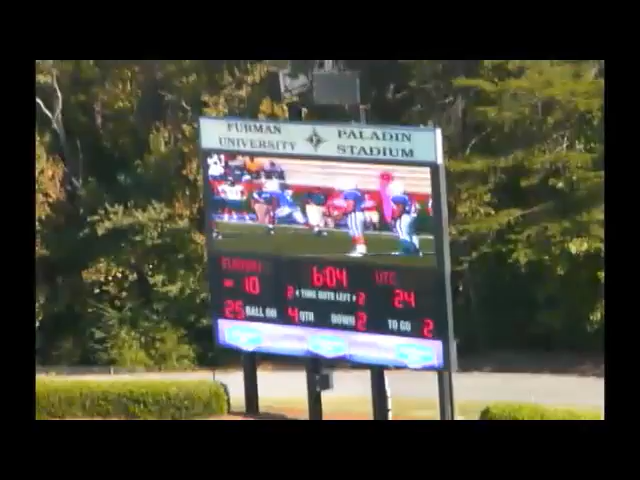 FURMAN UNIVERSITY
PALADIN STADIUM
FURMAN 6:04 UTC
10 2 TIME OUTS LEFT 2 24
25 BALL ON 4 QTR DOWN 2 TO GO 2